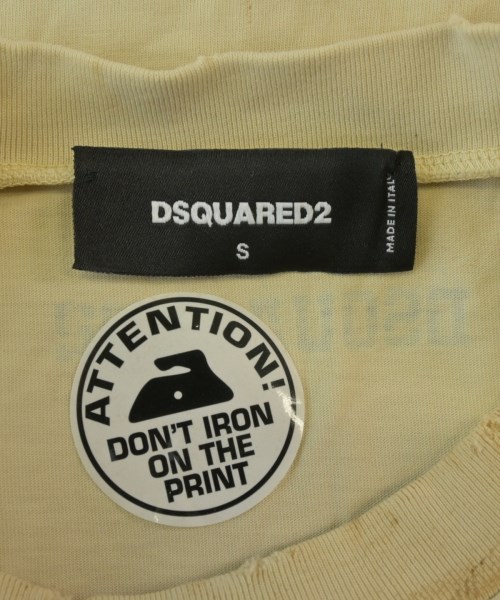 DSQUARED2
S
MADE IN ITALY
ATTENTION!
DON'T IRON
ON THE
PRINT